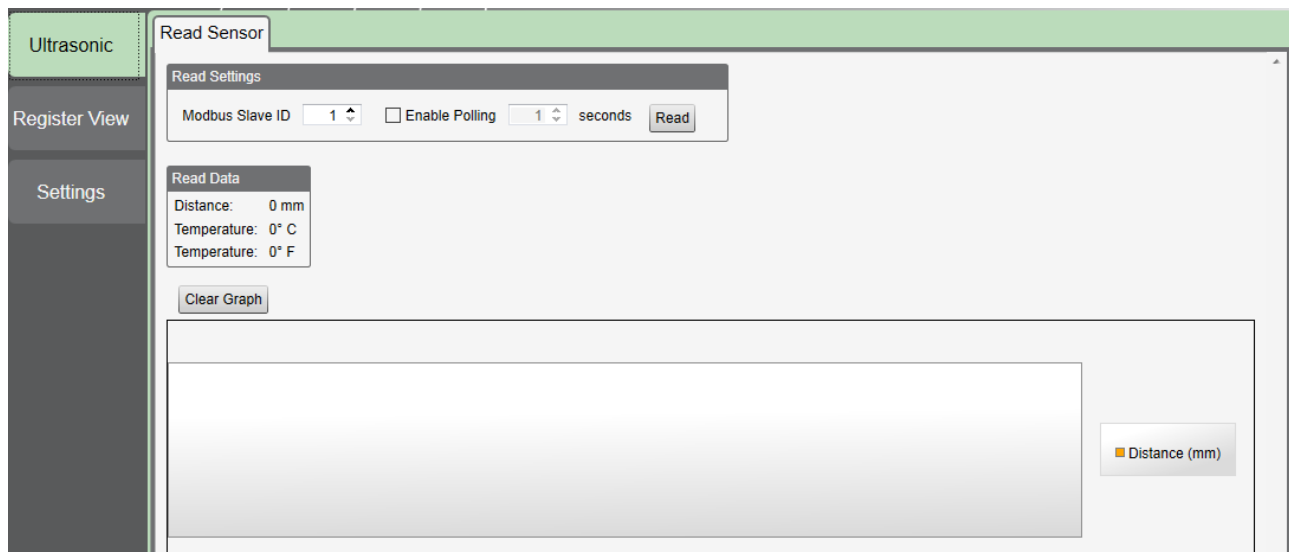 Ultrasonic
Register View
Settings
Read Sensor
Read Settings
Modbus Slave ID 1 Enable Polling 1 seconds Read
Read Data
Distance: 0 mm
Temperature: 0° C
Temperature: 0° F
Clear Graph
Distance (mm)